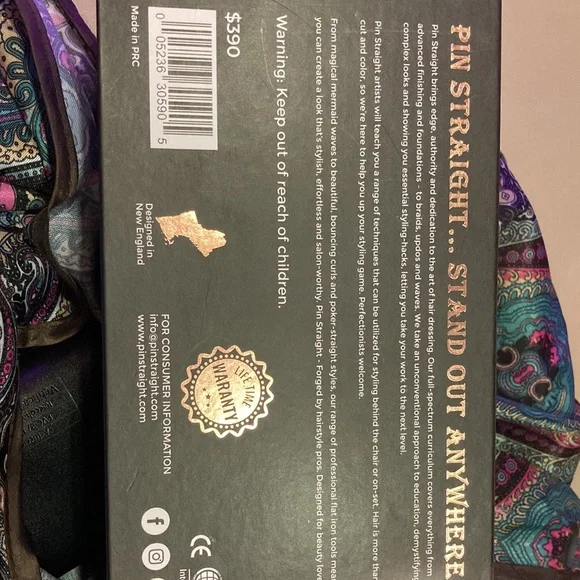 PIN STRAIGHT... STAND OUT ANYWHERE
Pin Straight brings edge, authority and dedication to the art of hair dressing. Our full-spectrum curriculum covers everything from
advanced finishing and foundations - to braids, updos and waves. We take an unconventional approach to education, demystifying
complex looks and showing you essential styling-hacks, letting you take your work to the next level.
Pin Straight artists will teach you a range of techniques that can be utilized for styling behind the chair or on-set. Hair is more than
cut and color, so we're here to help you up your styling game. Perfectionists welcome.
From magical mermaid waves to beautiful, bouncing curls and poker-straight styles, our range of professional flat iron tools mean
you can create a look that's stylish, effortless and salon-worthy. Pin Straight - Forged by hairstyle pros. Designed for beauty
Warning: Keep out of reach of children.
$390
0 05236 30590 5
Made in PRC
Designed in
New England
LIFE TIME
WARRANTY
FOR CONSUMER INFORMATION
info@pinstraight.com
www.pinstraight.com
CE